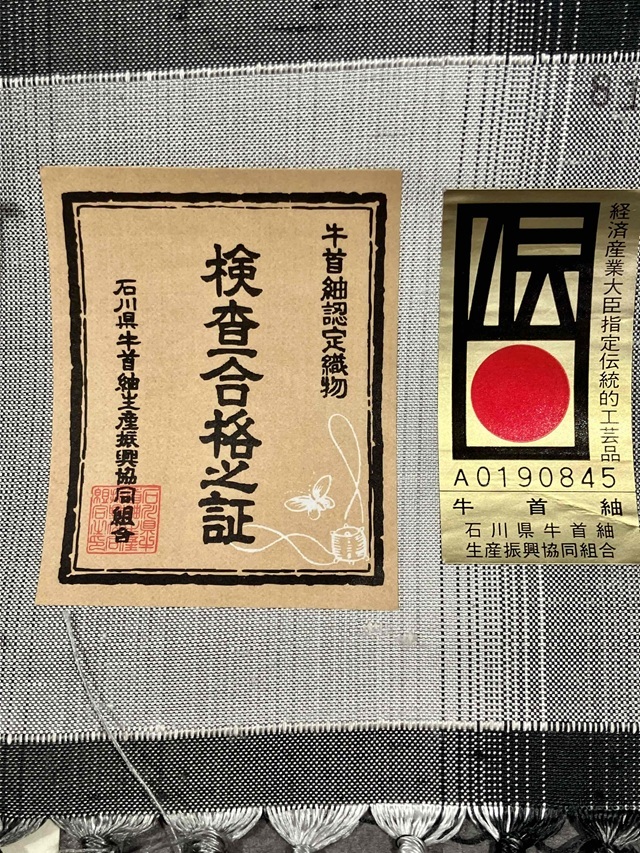 牛首紬認定織物
検査合格之証
石川県牛首紬生産振興協同組合
経済産業大臣指定伝統的工芸品
伝
A0190845
牛首紬
石川県牛首紬
生産振興協同組合